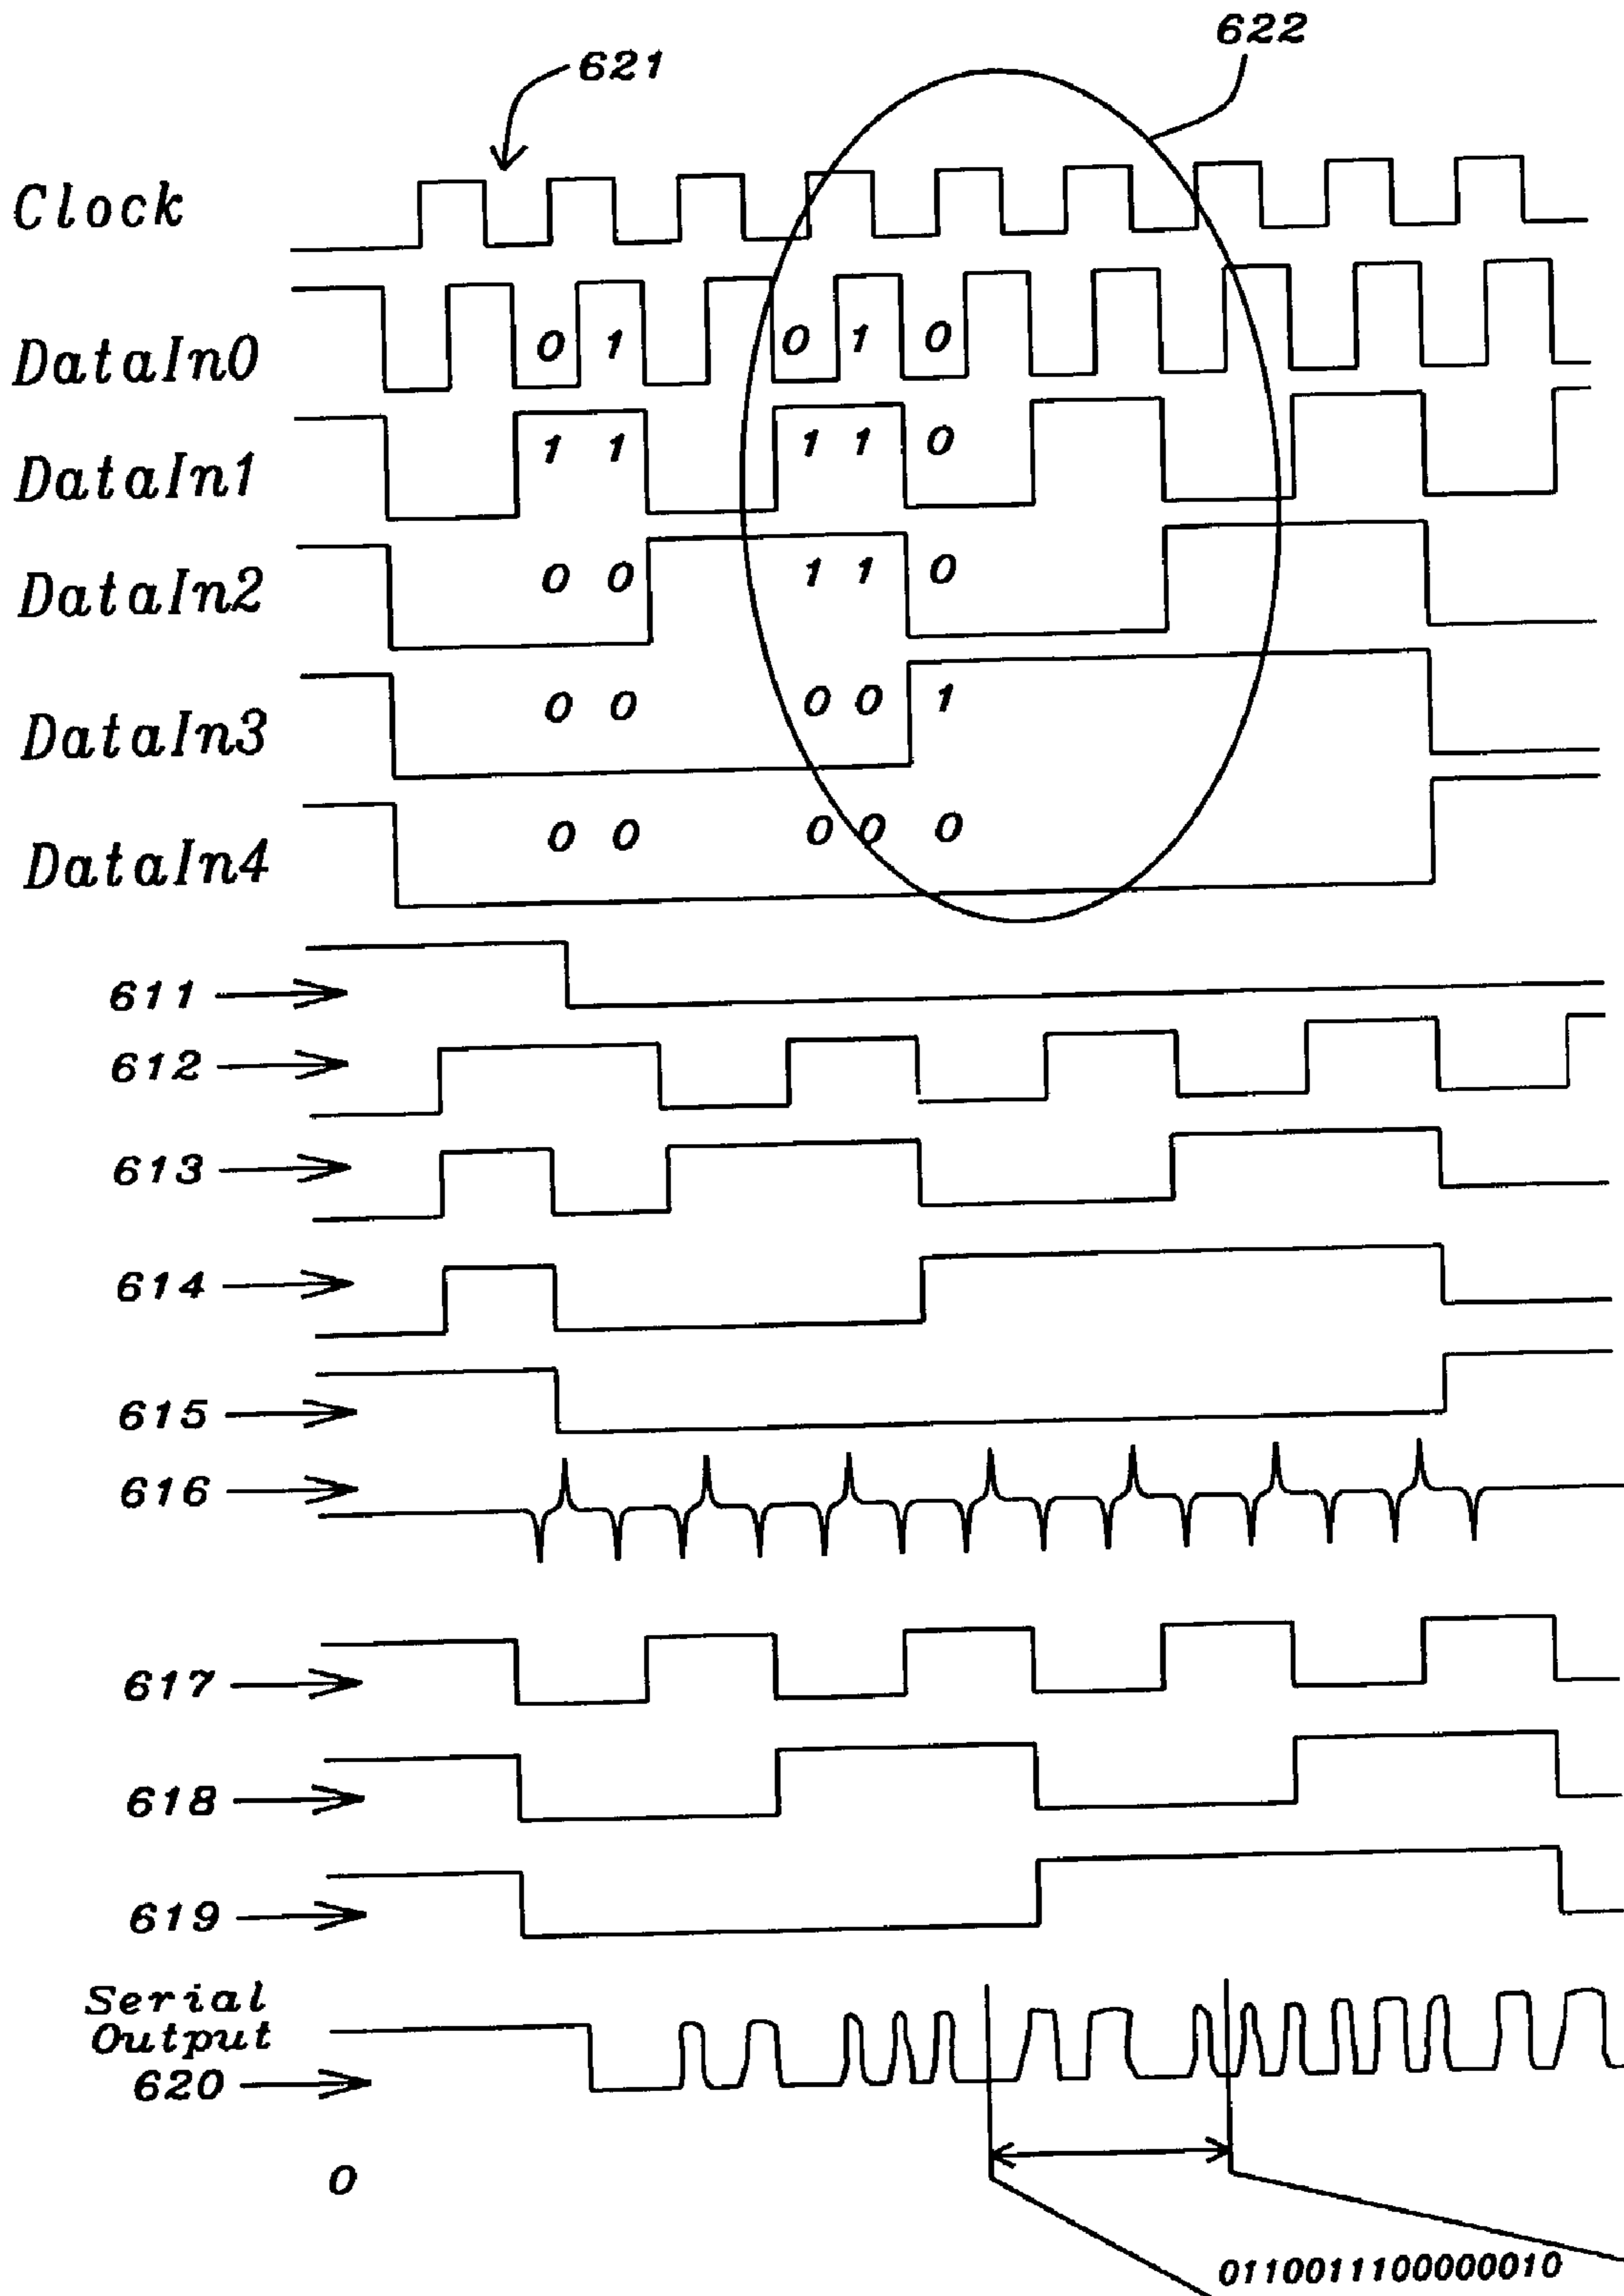 622
621
Clock
DataIn0
0 1 0 1 0
DataIn1
1 1 1 1 0
DataIn2
0 0 1 1 0
DataIn3
0 0 0 0 1
DataIn4
0 0 0 0 0
611
612
613
614
615
616
617
618
619
Serial
Output
620
0
0110011100000010